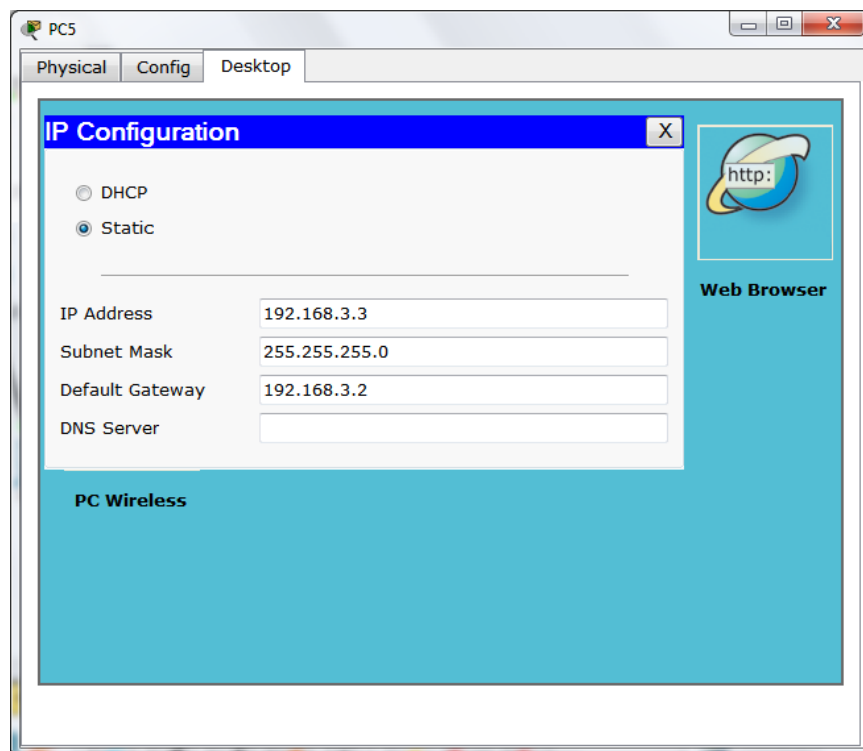 PC5
Physical Config Desktop
IP Configuration X
http:
DHCP
Static
Web Browser
IP Address 192.168.3.3
Subnet Mask 255.255.255.0
Default Gateway 192.168.3.2
DNS Server
PC Wireless